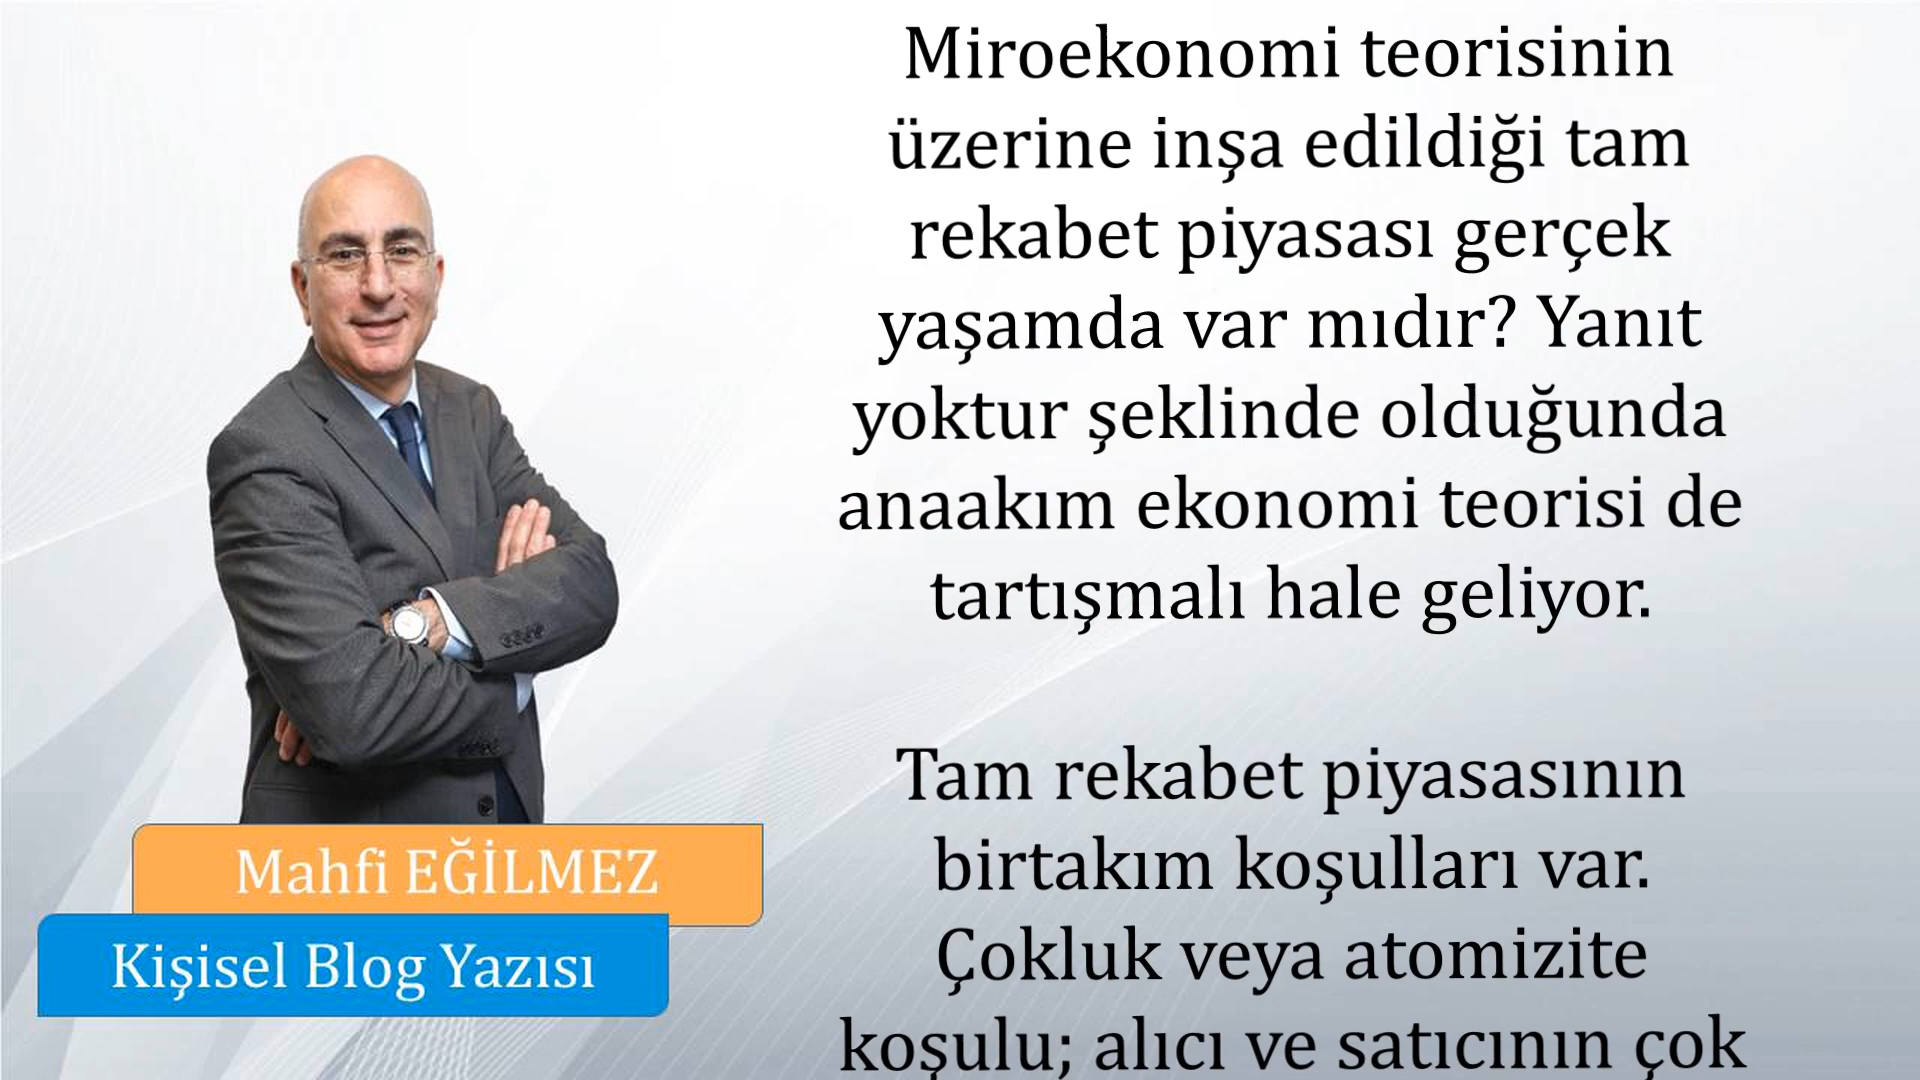 Miroekonomi teorisinin
üzerine inşa edildiği tam
rekabet piyasası gerçek
yaşamda var mıdır? Yanıt
yoktur şeklinde olduğunda
anaakım ekonomi teorisi de
tartışmalı hale geliyor.
Tam rekabet piyasasının
birtakım koşulları var.
Çokluk veya atomizite
koşulu; alıcı ve satıcının çok
Mahfi EĞİLMEZ
Kişisel Blog Yazısı